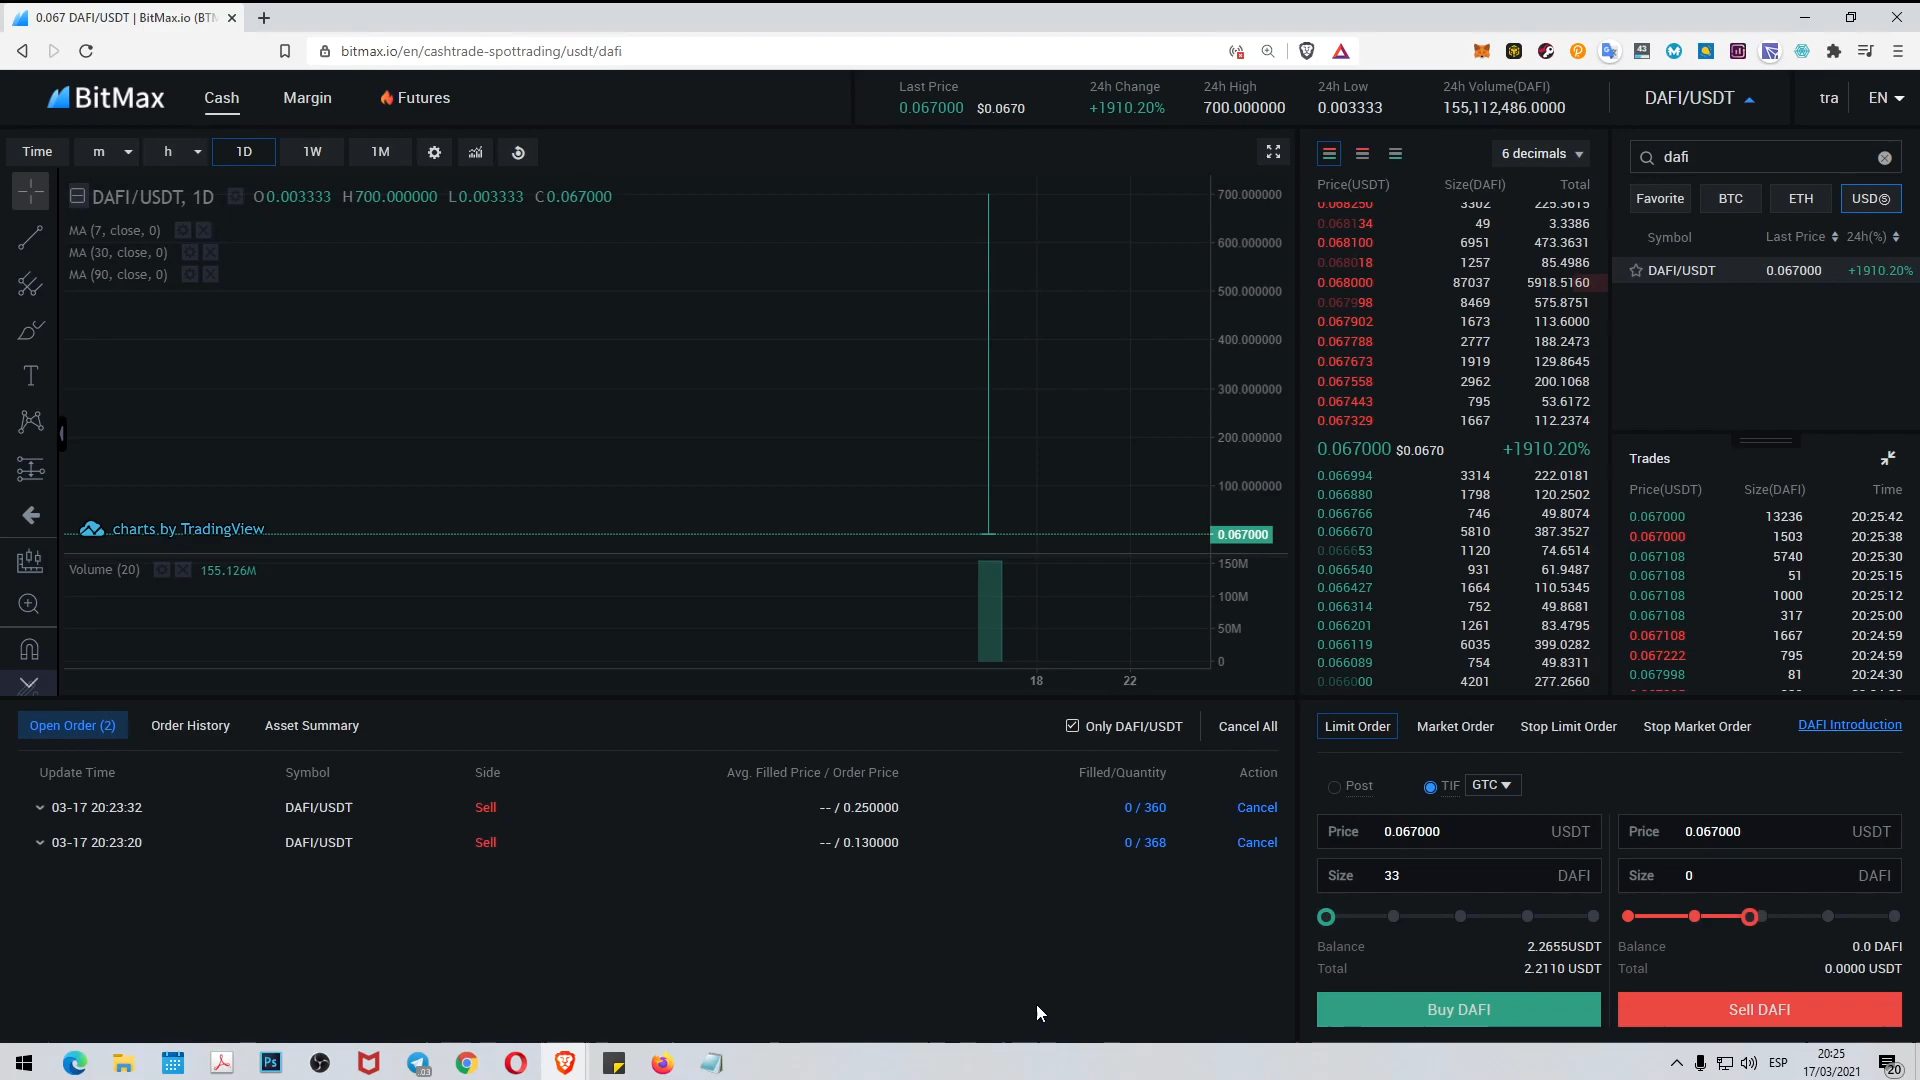 0.067 DAFI/USDT | BitMax.io (BTM
bitmax.io/en/cashtrade-spottrading/usdt/dafi
43
BitMax
Cash
Margin
Futures
Last Price
0.067000 $0.0670
24h Change
+1910.20%
24h High
700.000000
24h Low
0.003333
24h Volume(DAFI)
155,112,486.0000
DAFI/USDT
tra
EN
Time
m
h
1D
1W
1M
DAFI/USDT, 1D
O0.003333 H700.000000 L0.003333 C0.067000
MA (7, close, 0)
MA (30, close, 0)
MA (90, close, 0)
700.000000
600.000000
500.000000
400.000000
300.000000
200.000000
100.000000
0.067000
charts by TradingView
Volume (20)
155.126M
150M
100M
50M
0
18
22
6 decimals
Price(USDT) Size(DAFI) Total
0.068250 3302 225.3615
0.068134 49 3.3386
0.068100 6951 473.3631
0.068018 1257 85.4986
0.068000 87037 5918.5160
0.067998 8469 575.8751
0.067902 1673 113.6000
0.067788 2777 188.2473
0.067673 1919 129.8645
0.067558 2962 200.1068
0.067443 795 53.6172
0.067329 1667 112.2374
0.067000 $0.0670 +1910.20%
0.066994 3314 222.0181
0.066880 1798 120.2502
0.066766 746 49.8074
0.066670 5810 387.3527
0.066653 1120 74.6514
0.066540 931 61.9487
0.066427 1664 110.5345
0.066314 752 49.8681
0.066201 1261 83.4795
0.066119 6035 399.0282
0.066089 754 49.8311
0.066000 4201 277.2660
dafi
Favorite
BTC
ETH
USDⓈ
Symbol Last Price 24h(%)
DAFI/USDT 0.067000 +1910.20%
Trades
Price(USDT) Size(DAFI) Time
0.067000 13236 20:25:42
0.067000 1503 20:25:38
0.067108 5740 20:25:30
0.067108 51 20:25:15
0.067108 1000 20:25:12
0.067108 317 20:25:00
0.067108 1667 20:24:59
0.067222 795 20:24:59
0.067998 81 20:24:30
Open Order (2)
Order History
Asset Summary
Only DAFI/USDT
Cancel All
Update Time Symbol Side Avg. Filled Price / Order Price Filled/Quantity Action
03-17 20:23:32 DAFI/USDT Sell -- / 0.250000 0 / 360 Cancel
03-17 20:23:20 DAFI/USDT Sell -- / 0.130000 0 / 368 Cancel
Limit Order
Market Order
Stop Limit Order
Stop Market Order
DAFI Introduction
Post
TIF
GTC
Price 0.067000 USDT
Size 33 DAFI
Balance 2.2655USDT
Total 2.2110 USDT
Buy DAFI
Price 0.067000 USDT
Size 0 DAFI
Balance 0.0 DAFI
Total 0.0000 USDT
Sell DAFI
Ps
03
ESP
20:25
17/03/2021
20